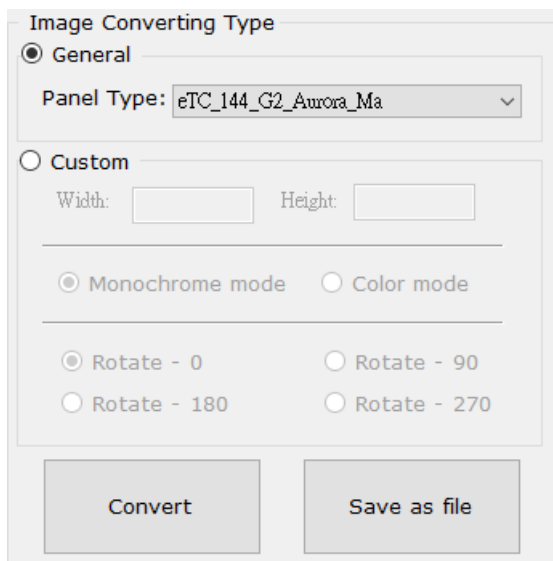 Image Converting Type
General
Panel Type: eTC_144_G2_Aurora_Ma
Custom
Width: Height:
Monochrome mode Color mode
Rotate - 0 Rotate - 90
Rotate - 180 Rotate - 270
Convert Save as file